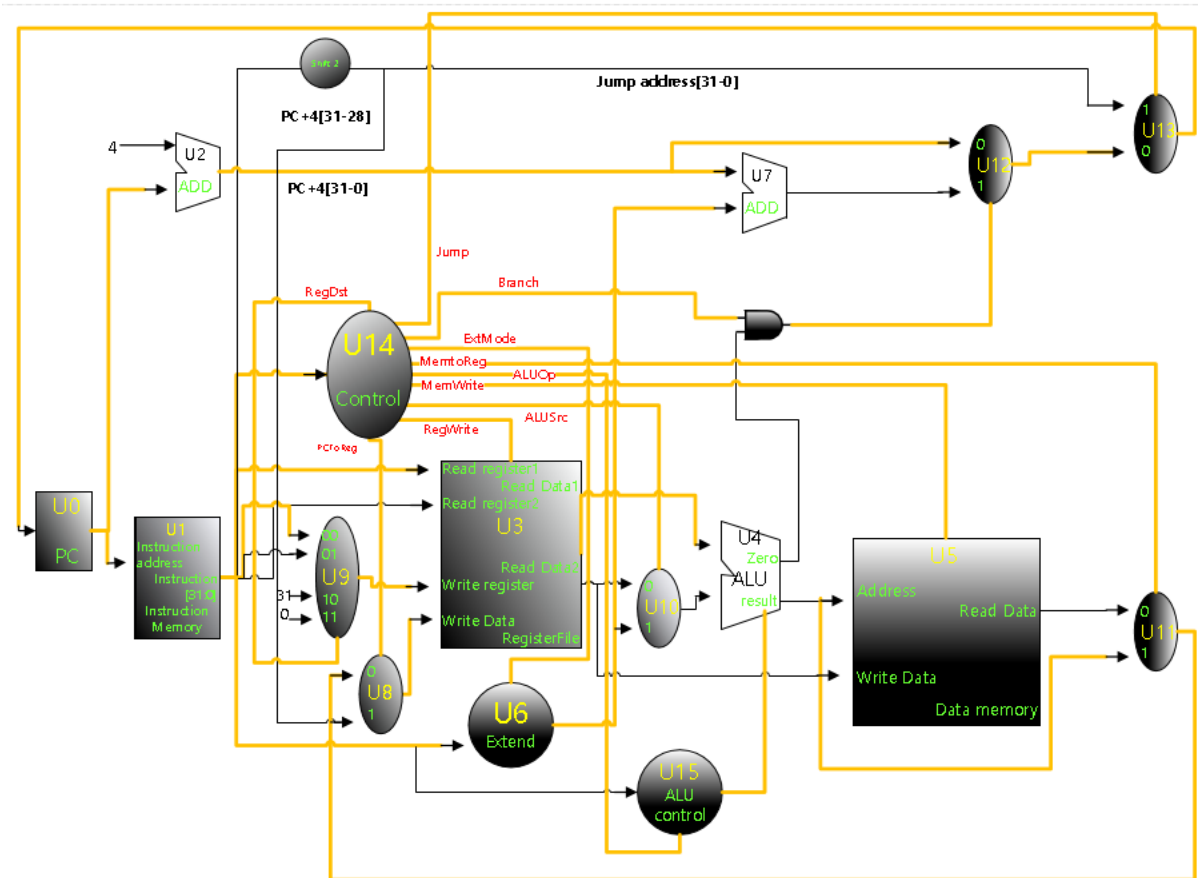 Shift 2
Jump address[31-0]
PC+4[31-28]
1
U13
0
4
U2
ADD
PC+4[31-0]
0
U12
1
U7
ADD
Jump
Branch
RegDst
U14
Control
ExtMode
MemtoReg
ALUOp
MemWrite
ALUSrc
RegWrite
PCToReg
U0
PC
U1
Instruction
address
Instruction
[31:0]
Instruction
Memory
00
01
U9
10
11
31
0
Read register1
Read Data1
Read register2
U3
Read Data2
Write register
Write Data
RegisterFile
0
U10
1
U4
Zero
ALU
result
U5
Address
Read Data
Write Data
Data memory
0
U11
1
0
U8
1
U6
Extend
U15
ALU
control